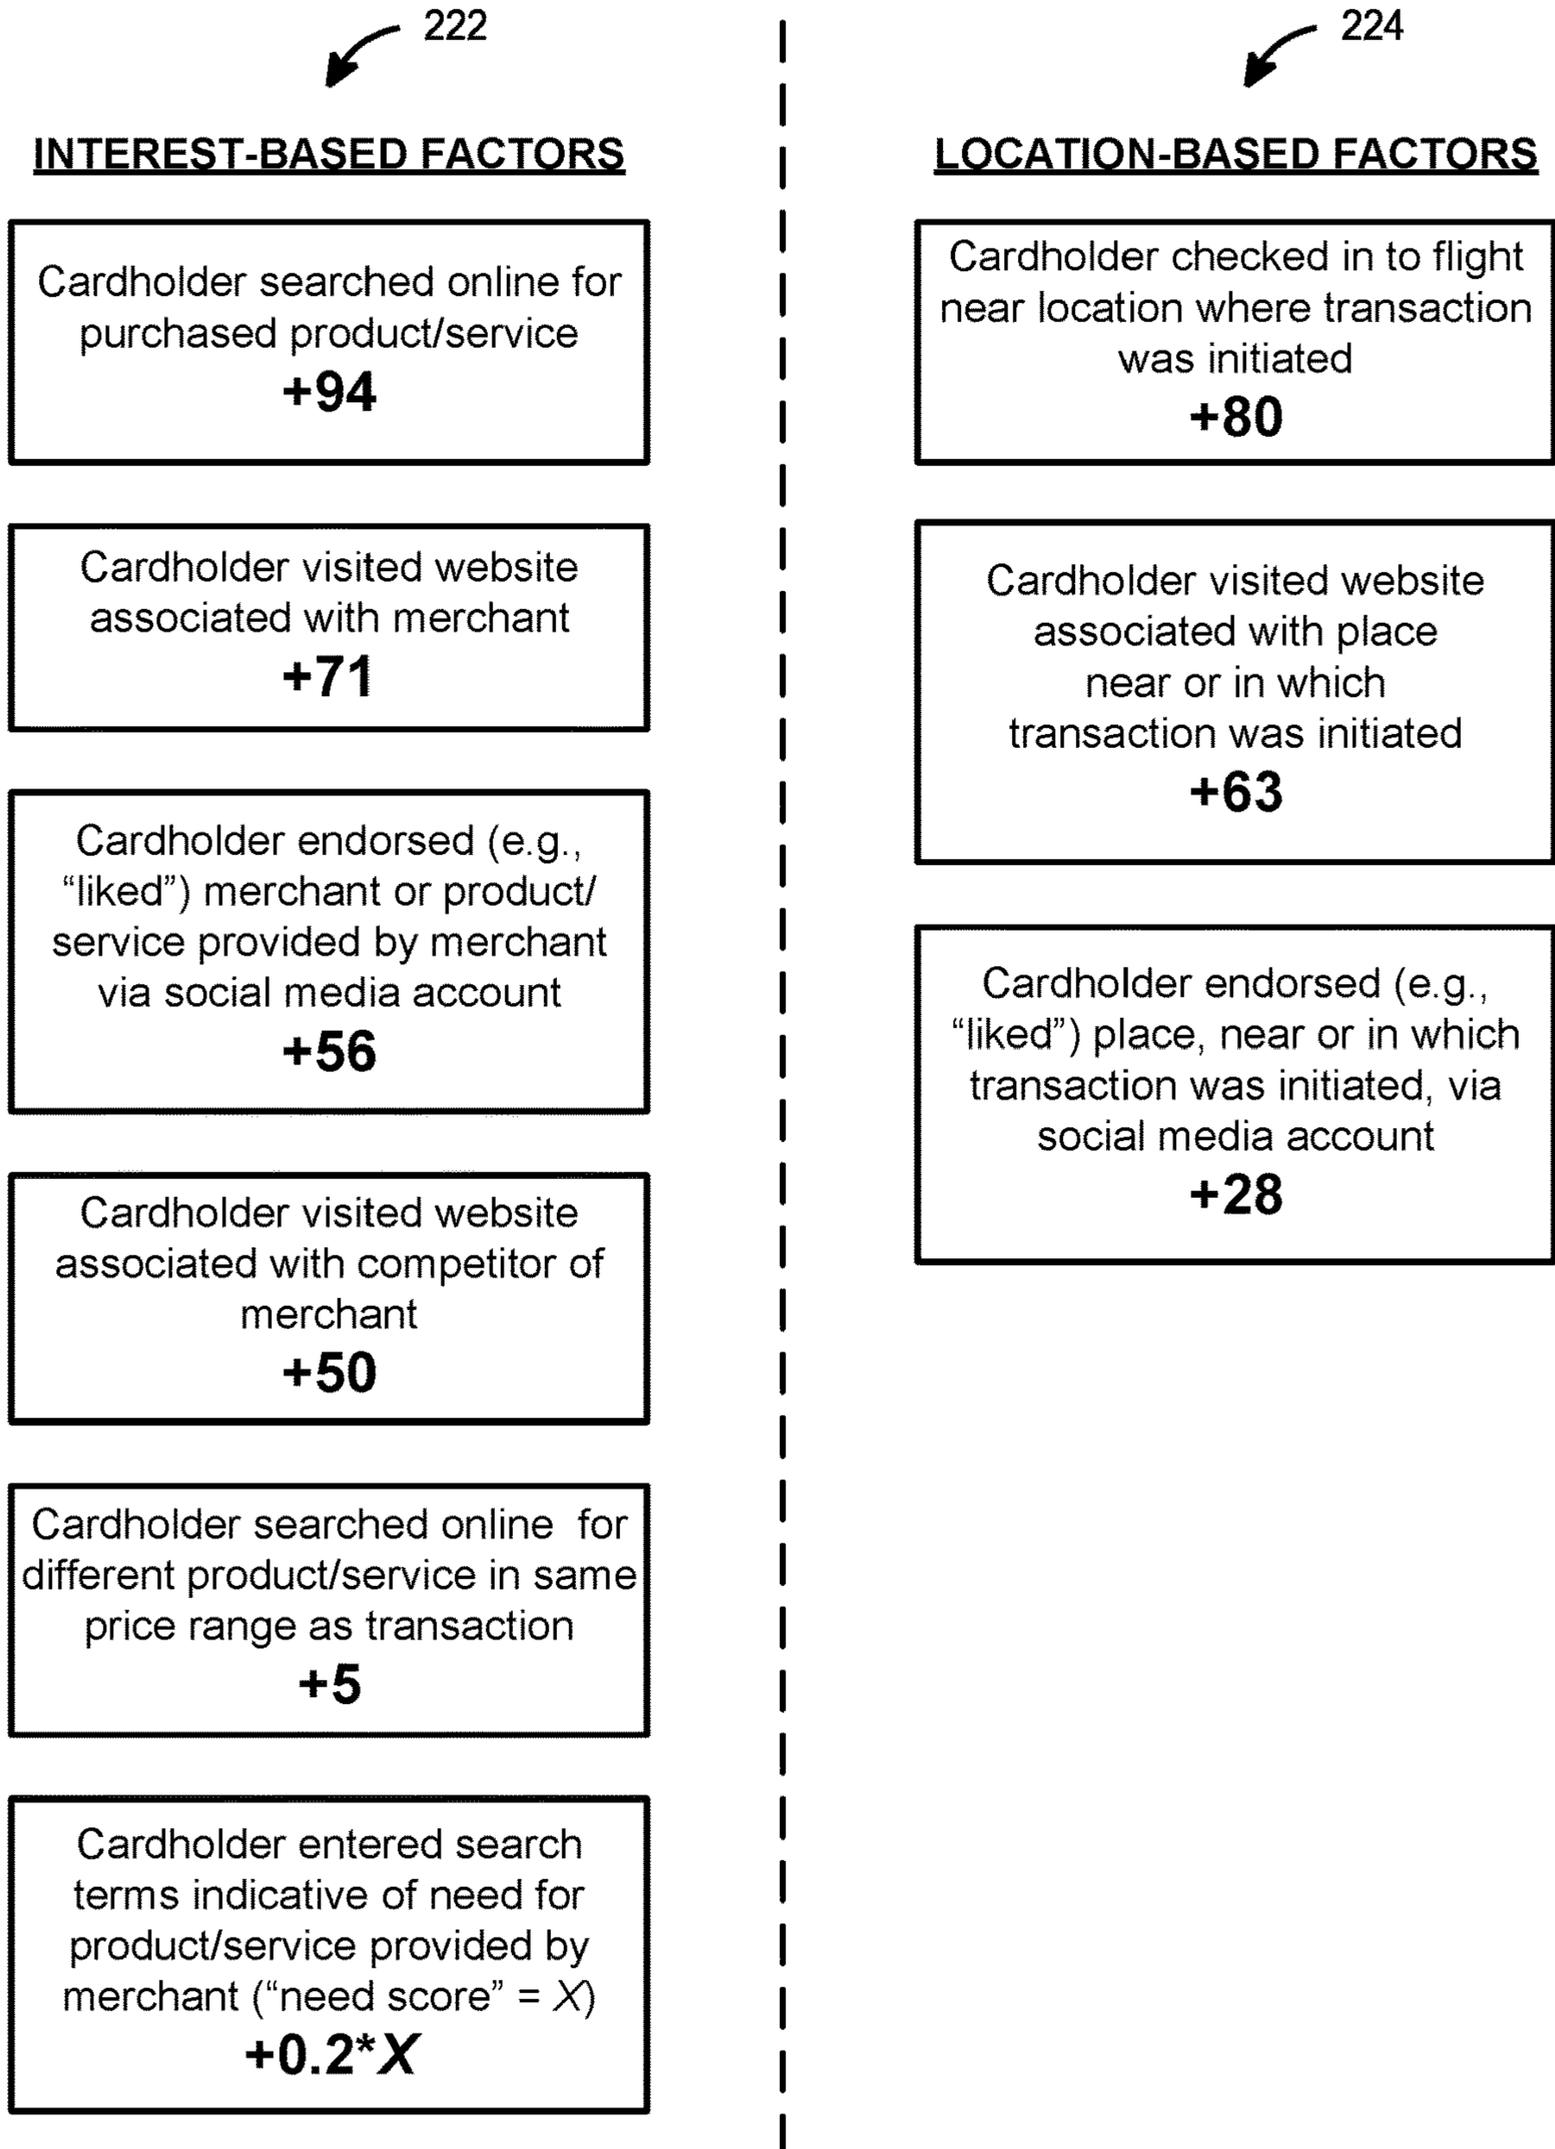 222
INTEREST-BASED FACTORS
Cardholder searched online for
purchased product/service
+94
Cardholder visited website
associated with merchant
+71
Cardholder endorsed (e.g.,
“liked”) merchant or product/
service provided by merchant
via social media account
+56
Cardholder visited website
associated with competitor of
merchant
+50
Cardholder searched online for
different product/service in same
price range as transaction
+5
Cardholder entered search
terms indicative of need for
product/service provided by
merchant (“need score” = X)
+0.2*X
224
LOCATION-BASED FACTORS
Cardholder checked in to flight
near location where transaction
was initiated
+80
Cardholder visited website
associated with place
near or in which
transaction was initiated
+63
Cardholder endorsed (e.g.,
“liked”) place, near or in which
transaction was initiated, via
social media account
+28